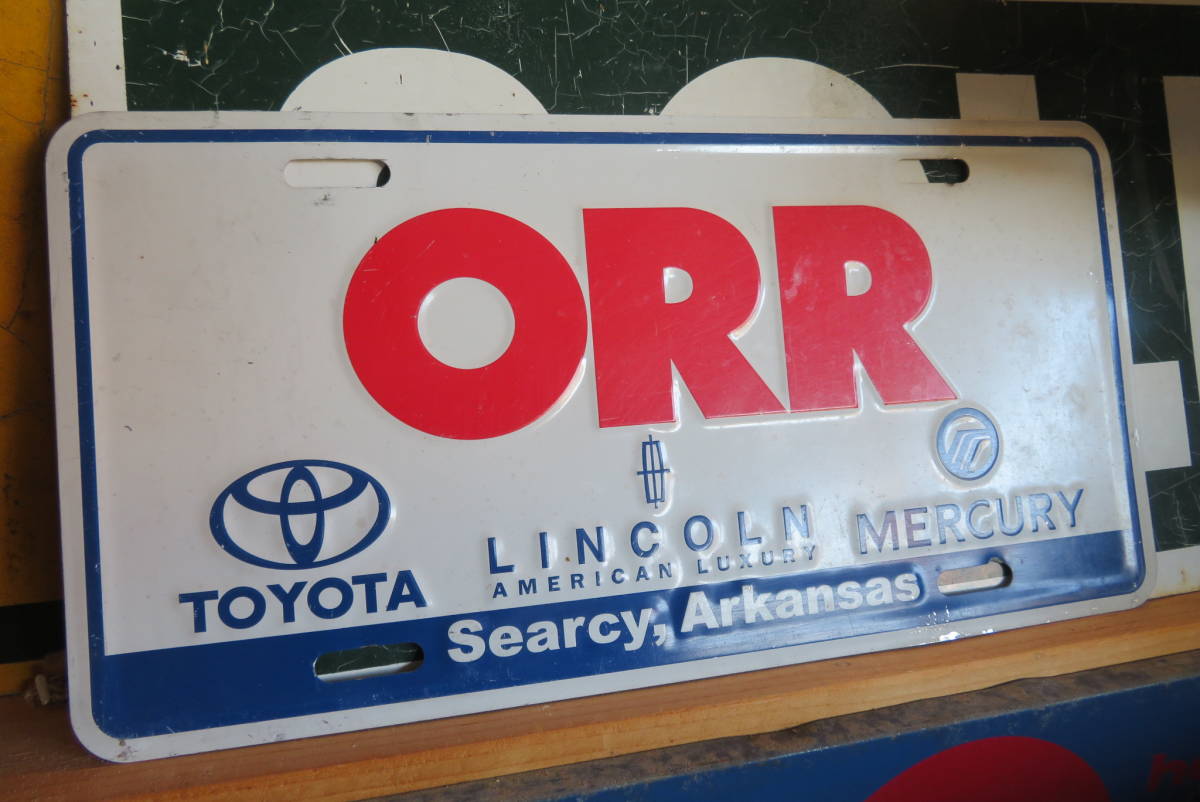 ORR
TOYOTA
LINCOLN
AMERICAN LUXURY
MERCURY
Searcy, Arkansas